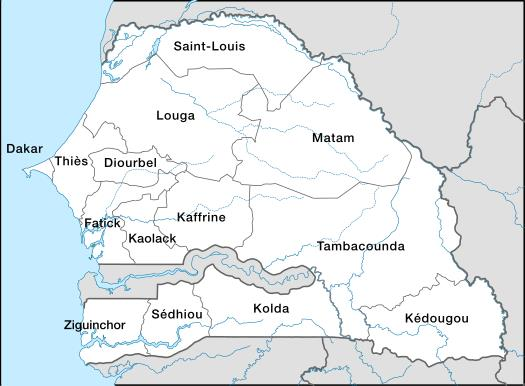 Saint-Louis
Louga
Matam
Dakar
Thiès
Diourbel
Fatick
Kaffrine
Kaolack
Tambacounda
Ziguinchor
Sédhiou
Kolda
Kédougou